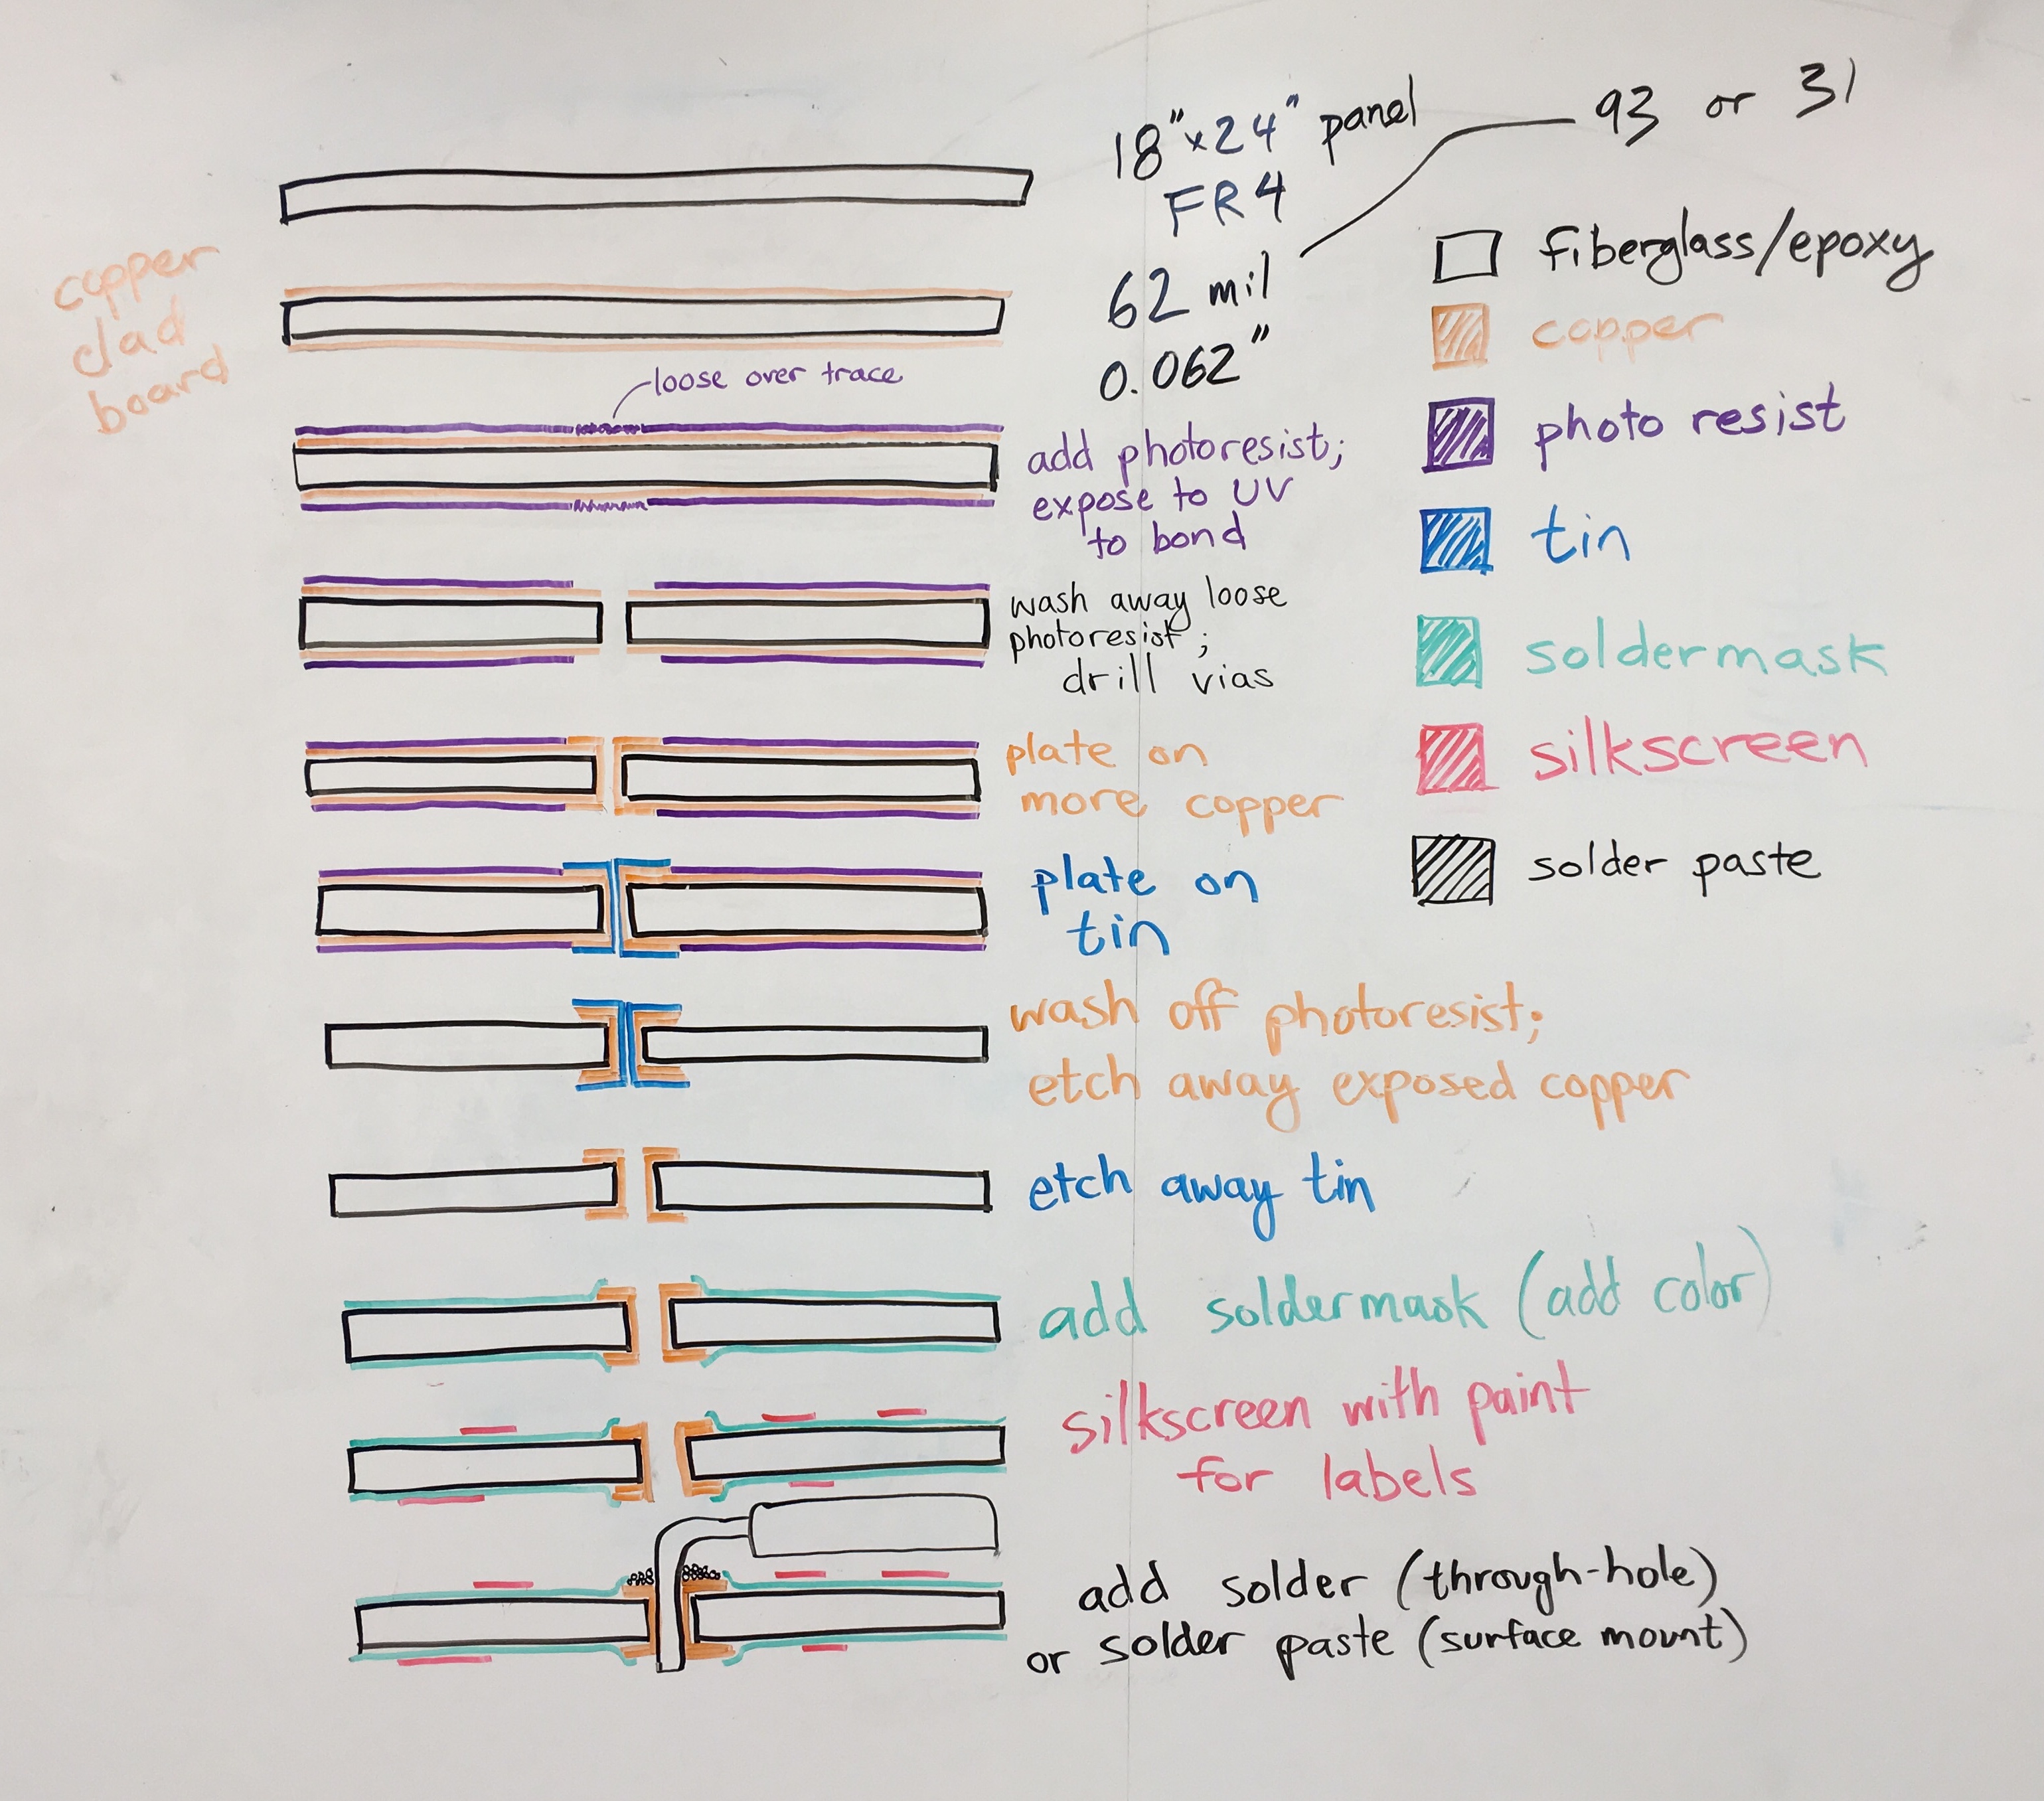 18"x24" panel
FR4
62 mil
0.062"
93 or 31
copper
clad
board
loose over trace
add photoresist;
expose to UV
to bond
wash away loose
photoresist;
drill vias
plate on
more copper
plate on
tin
wash off photoresist;
etch away exposed copper
etch away tin
add soldermask (add color)
silkscreen with paint
for labels
add solder (through-hole)
or solder paste (surface mount)
fiberglass/epoxy
copper
photo resist
tin
soldermask
silkscreen
solder paste